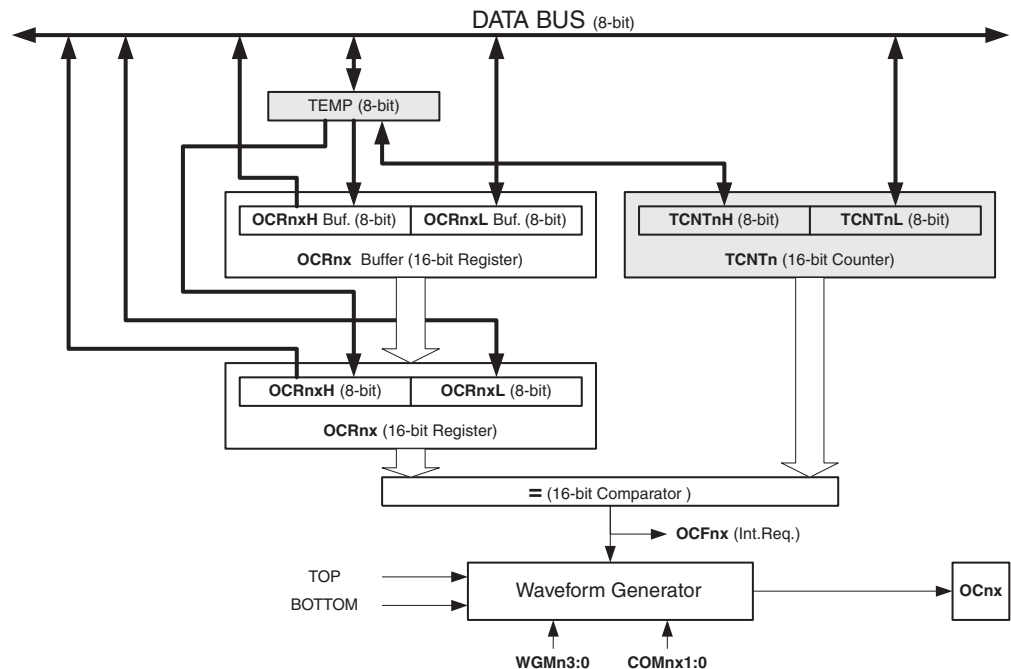 DATA BUS (8-bit)
TEMP (8-bit)
OCRnxH Buf. (8-bit)
OCRnxL Buf. (8-bit)
OCRnx Buffer (16-bit Register)
TCNTnH (8-bit)
TCNTnL (8-bit)
TCNTn (16-bit Counter)
OCRnxH (8-bit)
OCRnxL (8-bit)
OCRnx (16-bit Register)
= (16-bit Comparator )
OCFnx (Int.Req.)
TOP
BOTTOM
Waveform Generator
OCnx
WGMn3:0
COMnx1:0